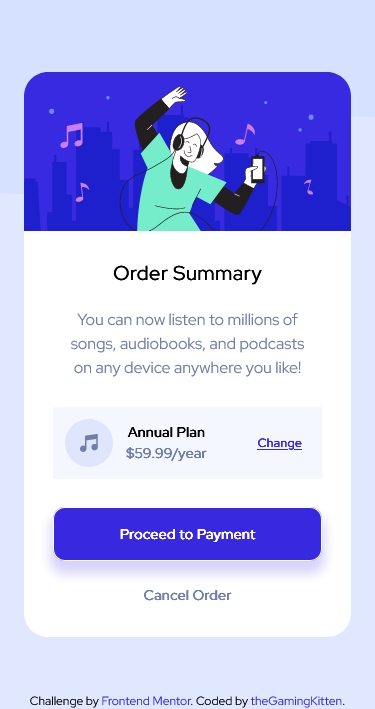 Order Summary
You can now listen to millions of
songs, audiobooks, and podcasts
on any device anywhere you like!
Annual Plan
$59.99/year
Change
Proceed to Payment
Cancel Order
Challenge by Frontend Mentor. Coded by theGamingKitten.